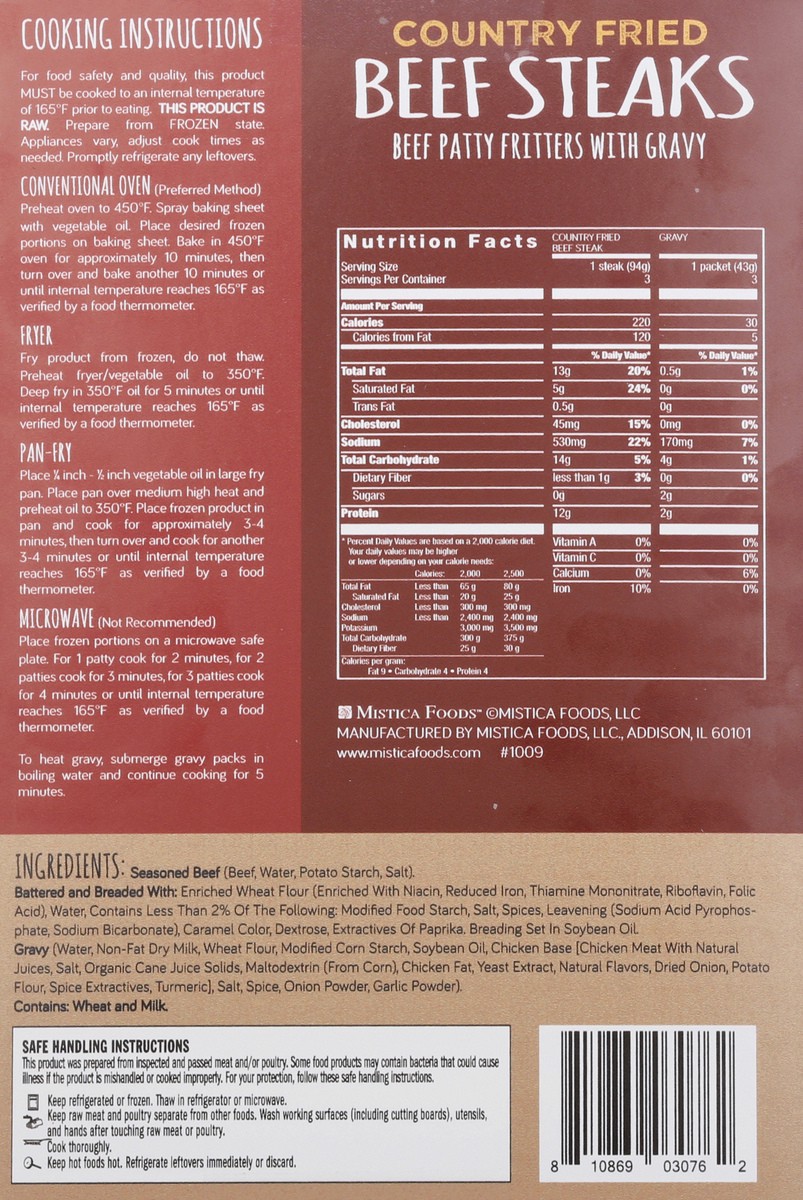 COOKING INSTRUCTIONS
For food safety and quality, this product
MUST be cooked to an internal temperature
of 165°F prior to eating. THIS PRODUCT IS
RAW. Prepare from FROZEN state.
Appliances vary, adjust cook times as
needed. Promptly refrigerate any leftovers.
CONVENTIONAL OVEN (Preferred Method)
Preheat oven to 450°F. Spray baking sheet
with vegetable oil. Place desired frozen
portions on baking sheet. Bake in 450°F
oven for approximately 10 minutes, then
turn over and bake another 10 minutes or
until internal temperature reaches 165°F as
verified by a food thermometer.
FRYER
Fry product from frozen, do not thaw.
Preheat fryer/vegetable oil to 350°F.
Deep fry in 350°F oil for 5 minutes or until
internal temperature reaches 165°F as
verified by a food thermometer.
PAN-FRY
Place ¼ inch - ½ inch vegetable oil in large fry
pan. Place pan over medium high heat and
preheat oil to 350°F. Place frozen product in
pan and cook for approximately 3-4
minutes, then turn over and cook for another
3-4 minutes or until internal temperature
reaches 165°F as verified by a food
thermometer.
MICROWAVE (Not Recommended)
Place frozen portions on a microwave safe
plate. For 1 patty cook for 2 minutes, for 2
patties cook for 3 minutes, for 3 patties cook
for 4 minutes or until internal temperature
reaches 165°F as verified by a food
thermometer.
To heat gravy, submerge gravy packs in
boiling water and continue cooking for 5
minutes.
COUNTRY FRIED
BEEF STEAKS
BEEF PATTY FRITTERS WITH GRAVY
Nutrition Facts COUNTRY FRIED BEEF STEAK GRAVY
Serving Size 1 steak (94g) 1 packet (43g)
Servings Per Container 3 3
Amount Per Serving
Calories 220 30
Calories from Fat 120 5
% Daily Value* % Daily Value*
Total Fat 13g 20% 0.5g 1%
Saturated Fat 5g 24% 0g 0%
Trans Fat 0.5g 0g
Cholesterol 45mg 15% 0mg 0%
Sodium 530mg 22% 170mg 7%
Total Carbohydrate 14g 5% 4g 1%
Dietary Fiber less than 1g 3% 0g 0%
Sugars 0g 2g
Protein 12g 2g
Vitamin A 0% 0%
Vitamin C 0% 0%
Calcium 0% 6%
Iron 10% 0%
* Percent Daily Values are based on a 2,000 calorie diet.
Your daily values may be higher
or lower depending on your calorie needs:
Calories: 2,000 2,500
Total Fat Less than 65 g 80 g
Saturated Fat Less than 20 g 25 g
Cholesterol Less than 300 mg 300 mg
Sodium Less than 2,400 mg 2,400 mg
Potassium 3,000 mg 3,500 mg
Total Carbohydrate 300 g 375 g
Dietary Fiber 25 g 30 g
Calories per gram:
Fat 9 • Carbohydrate 4 • Protein 4
MISTICA FOODS™ ©MISTICA FOODS, LLC
MANUFACTURED BY MISTICA FOODS, LLC., ADDISON, IL 60101
www.misticafoods.com #1009
INGREDIENTS: Seasoned Beef (Beef, Water, Potato Starch, Salt).
Battered and Breaded With: Enriched Wheat Flour (Enriched With Niacin, Reduced Iron, Thiamine Mononitrate, Riboflavin, Folic
Acid), Water, Contains Less Than 2% Of The Following: Modified Food Starch, Salt, Spices, Leavening (Sodium Acid Pyrophos-
phate, Sodium Bicarbonate), Caramel Color, Dextrose, Extractives Of Paprika. Breading Set In Soybean Oil.
Gravy (Water, Non-Fat Dry Milk, Wheat Flour, Modified Corn Starch, Soybean Oil, Chicken Base [Chicken Meat With Natural
Juices, Salt, Organic Cane Juice Solids, Maltodextrin (From Corn), Chicken Fat, Yeast Extract, Natural Flavors, Dried Onion, Potato
Flour, Spice Extractives, Turmeric], Salt, Spice, Onion Powder, Garlic Powder).
Contains: Wheat and Milk.
SAFE HANDLING INSTRUCTIONS
This product was prepared from inspected and passed meat and/or poultry. Some food products may contain bacteria that could cause
illness if the product is mishandled or cooked improperly. For your protection, follow these safe handling instructions.
Keep refrigerated or frozen. Thaw in refrigerator or microwave.
Keep raw meat and poultry separate from other foods. Wash working surfaces (including cutting boards), utensils,
and hands after touching raw meat or poultry.
Cook thoroughly.
Keep hot foods hot. Refrigerate leftovers immediately or discard.
8 10869 03076 2